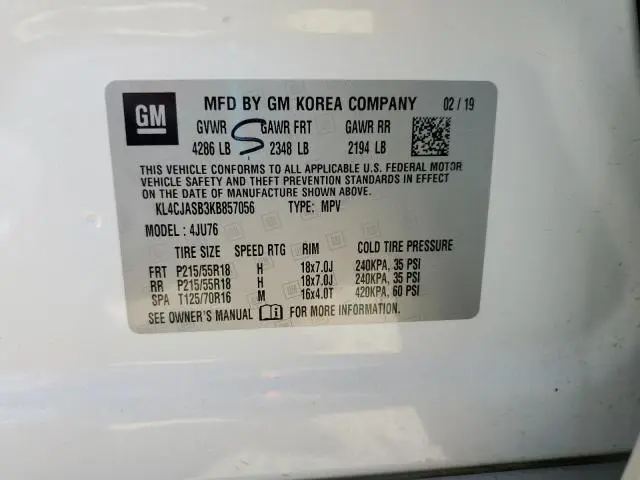 GM MFD BY GM KOREA COMPANY 02 / 19
GVWR S GAWR FRT GAWR RR
4286 LB 2348 LB 2194 LB
THIS VEHICLE CONFORMS TO ALL APPLICABLE U.S. FEDERAL MOTOR
VEHICLE SAFETY AND THEFT PREVENTION STANDARDS IN EFFECT
ON THE DATE OF MANUFACTURE SHOWN ABOVE.
KL4CJASB3KB857056 TYPE: MPV
MODEL : 4JU76
TIRE SIZE SPEED RTG RIM COLD TIRE PRESSURE
FRT P215/55R18 H 18x7.0J 240KPA, 35 PSI
RR P215/55R18 H 18x7.0J 240KPA, 35 PSI
SPA T125/70R16 M 16x4.0T 420KPA, 60 PSI
SEE OWNER'S MANUAL FOR MORE INFORMATION.